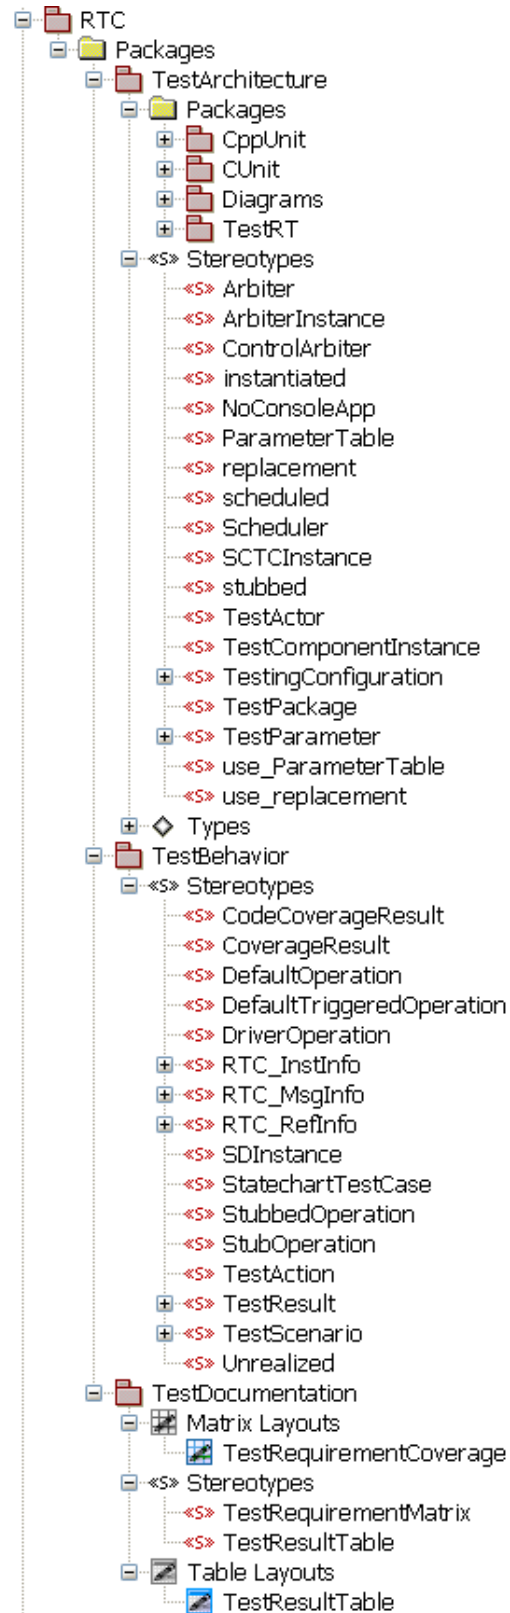 RTC
Packages
TestArchitecture
Packages
CppUnit
CUnit
Diagrams
TestRT
«S» Stereotypes
«S» Arbiter
«S» ArbiterInstance
«S» ControlArbiter
«S» instantiated
«S» NoConsoleApp
«S» ParameterTable
«S» replacement
«S» scheduled
«S» Scheduler
«S» SCTCInstance
«S» stubbed
«S» TestActor
«S» TestComponentInstance
«S» TestingConfiguration
«S» TestPackage
«S» TestParameter
«S» use_ParameterTable
«S» use_replacement
Types
TestBehavior
«S» Stereotypes
«S» CodeCoverageResult
«S» CoverageResult
«S» DefaultOperation
«S» DefaultTriggeredOperation
«S» DriverOperation
«S» RTC_InstInfo
«S» RTC_MsgInfo
«S» RTC_RefInfo
«S» SDInstance
«S» StatechartTestCase
«S» StubbedOperation
«S» StubOperation
«S» TestAction
«S» TestResult
«S» TestScenario
«S» Unrealized
TestDocumentation
Matrix Layouts
TestRequirementCoverage
«S» Stereotypes
«S» TestRequirementMatrix
«S» TestResultTable
Table Layouts
TestResultTable